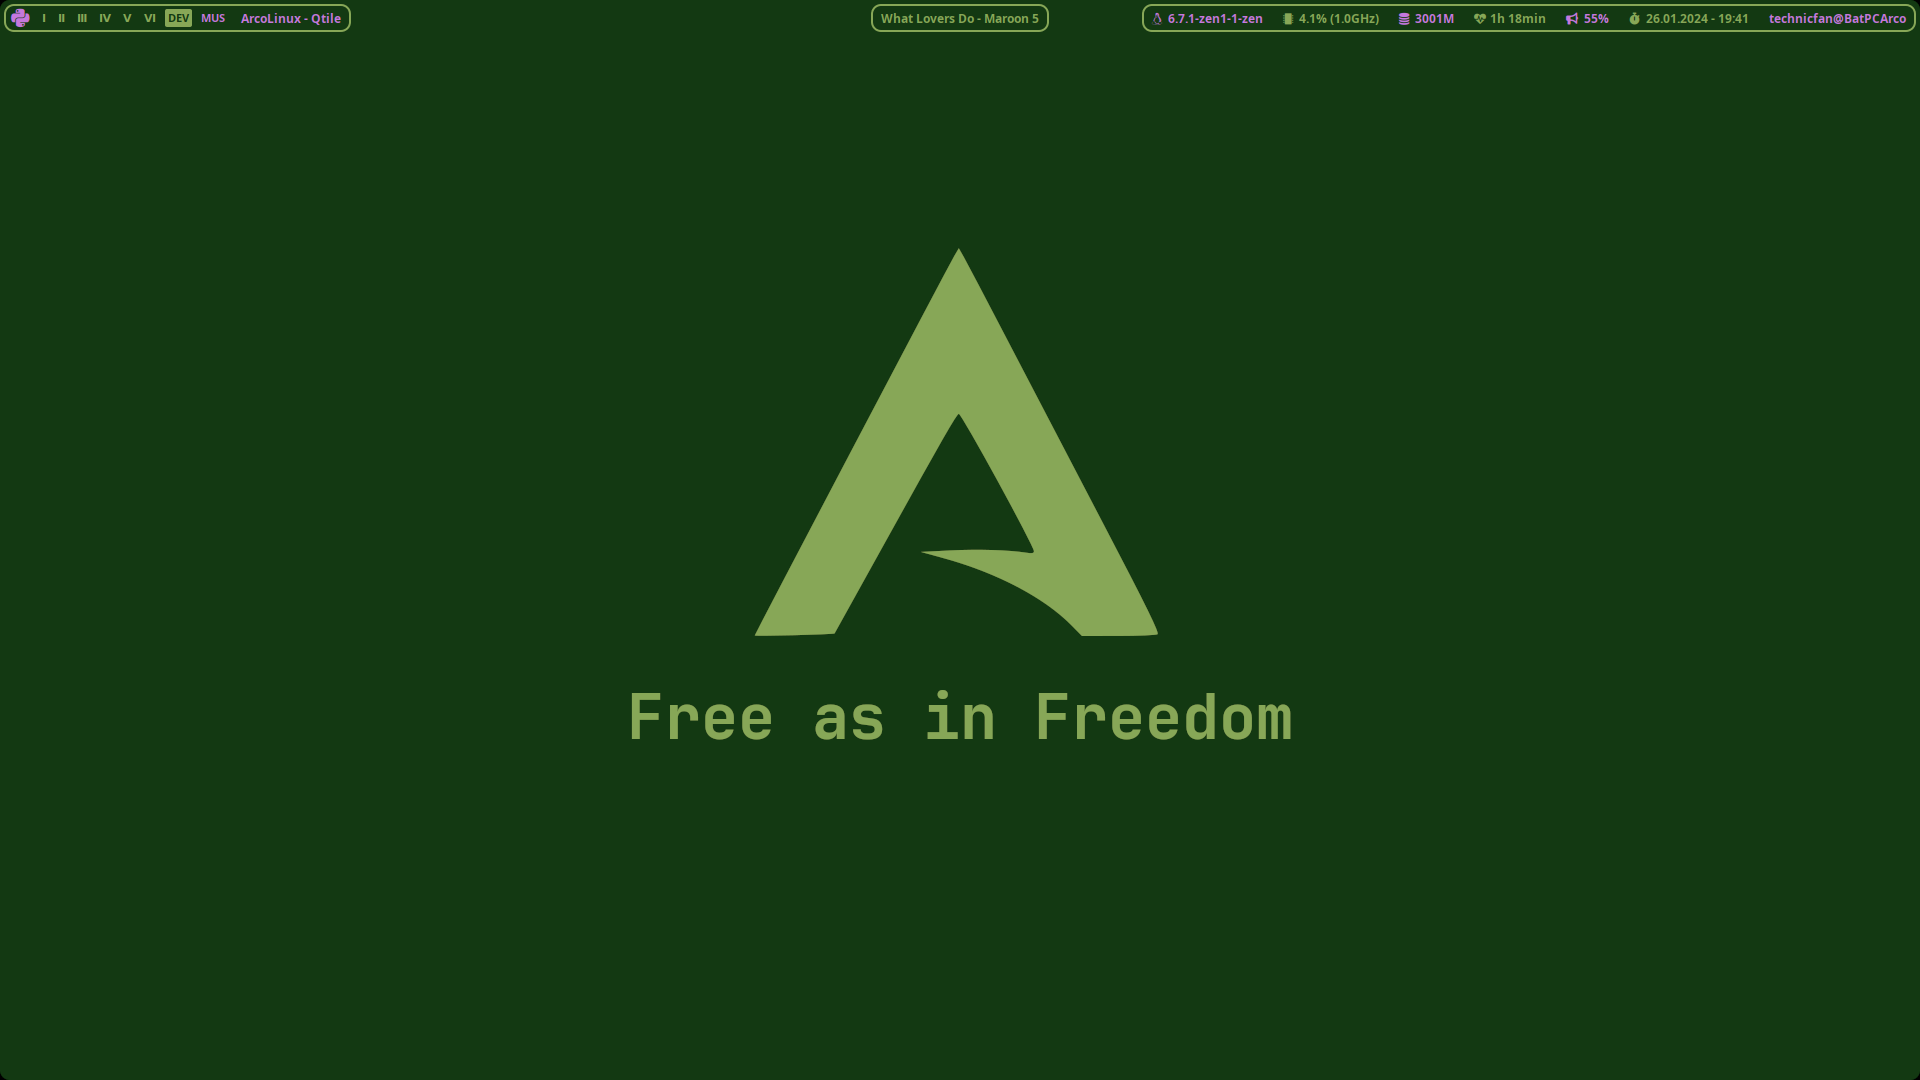 I II III IV V VI DEV MUS ArcoLinux - Qtile
What Lovers Do - Maroon 5
6.7.1-zen1-1-zen 4.1% (1.0GHz) 3001M 1h 18min 55% 26.01.2024 - 19:41 technicfan@BatPCArco
Free as in Freedom